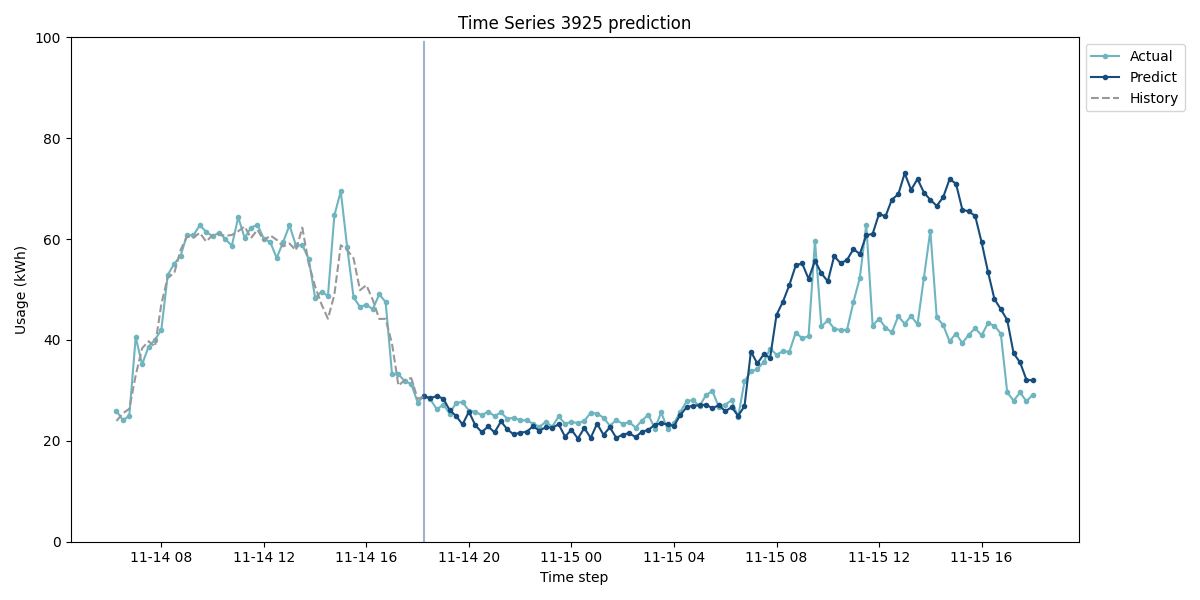 Time Series 3925 prediction
100
80
60
40
20
0
Usage (kWh)
11-14 08
11-14 12
11-14 16
11-14 20
11-15 00
11-15 04
11-15 08
11-15 12
11-15 16
Time step
Actual
Predict
History